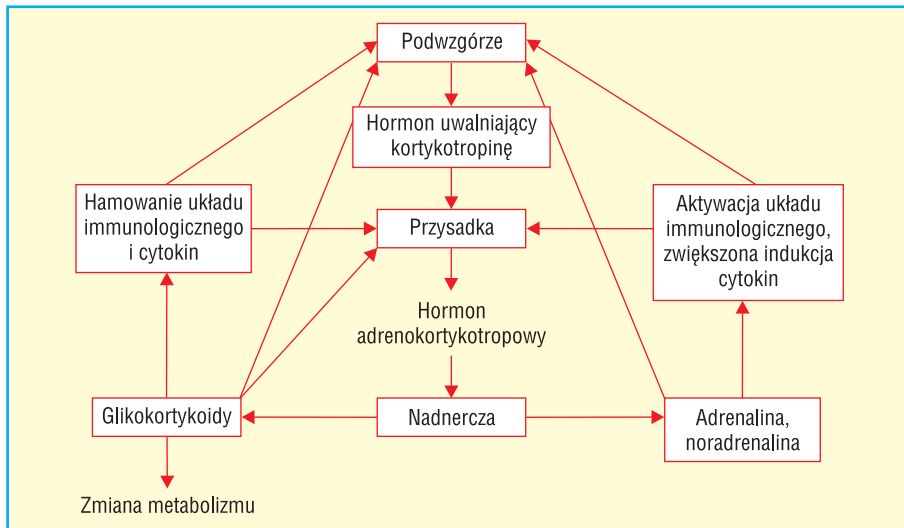 Podwzgórze
Hormon uwalniający
kortykotropinę
Hamowanie układu
immunologicznego
i cytokin
Przysadka
Aktywacja układu
immunologicznego,
zwiększona indukcja
cytokin
Hormon
adrenokortykotropowy
Glikokortykoidy
Nadnercza
Adrenalina,
noradrenalina
Zmiana metabolizmu